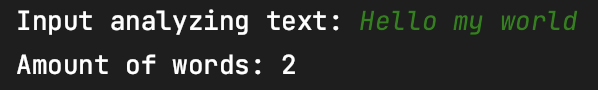 Input analyzing text: Hello my world
Amount of words: 2